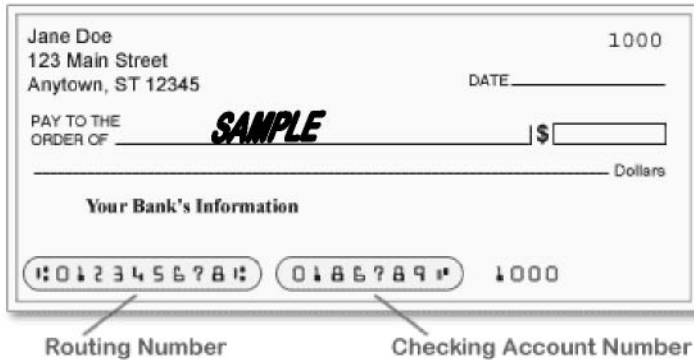 Jane Doe 1000
123 Main Street
Anytown, ST 12345 DATE
PAY TO THE
ORDER OF SAMPLE $
Dollars
Your Bank's Information
⑆012345678⑆ 0186789⑈ 1000
Routing Number Checking Account Number